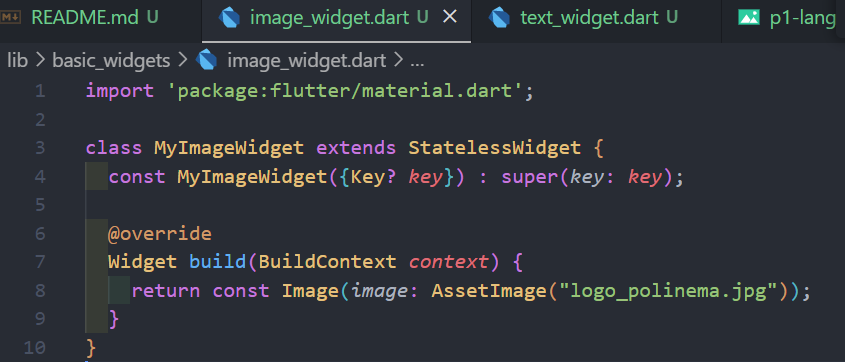 README.md U image_widget.dart U text_widget.dart U p1-lang
lib > basic_widgets > image_widget.dart > ...
1 import 'package:flutter/material.dart';
2
3 class MyImageWidget extends StatelessWidget {
4 const MyImageWidget({Key? key}) : super(key: key);
5
6 @override
7 Widget build(BuildContext context) {
8 return const Image(image: AssetImage("logo_polinema.jpg"));
9 }
10 }